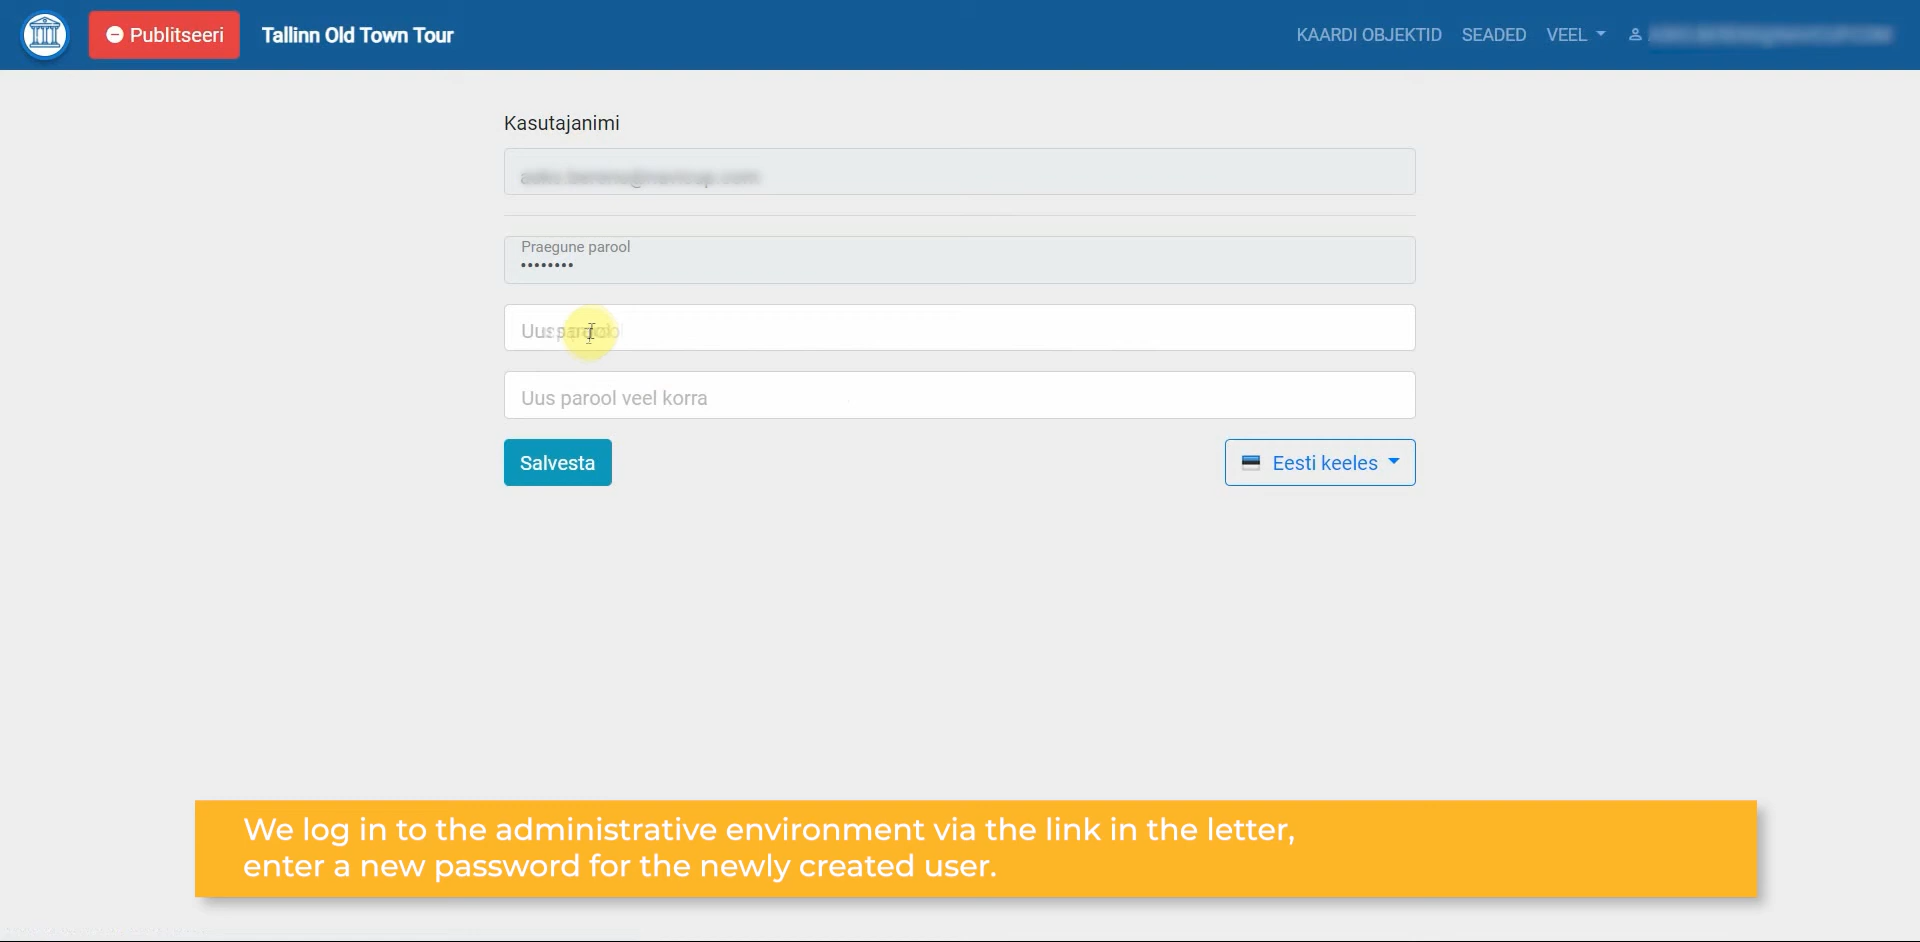 Publitseeri
Tallinn Old Town Tour
KAARDI OBJEKTID
SEADED
VEEL
Kasutajanimi
Praegune parool
••••••••
Uus parool
Uus parool veel korra
Salvesta
Eesti keeles
We log in to the administrative environment via the link in the letter,
enter a new password for the newly created user.